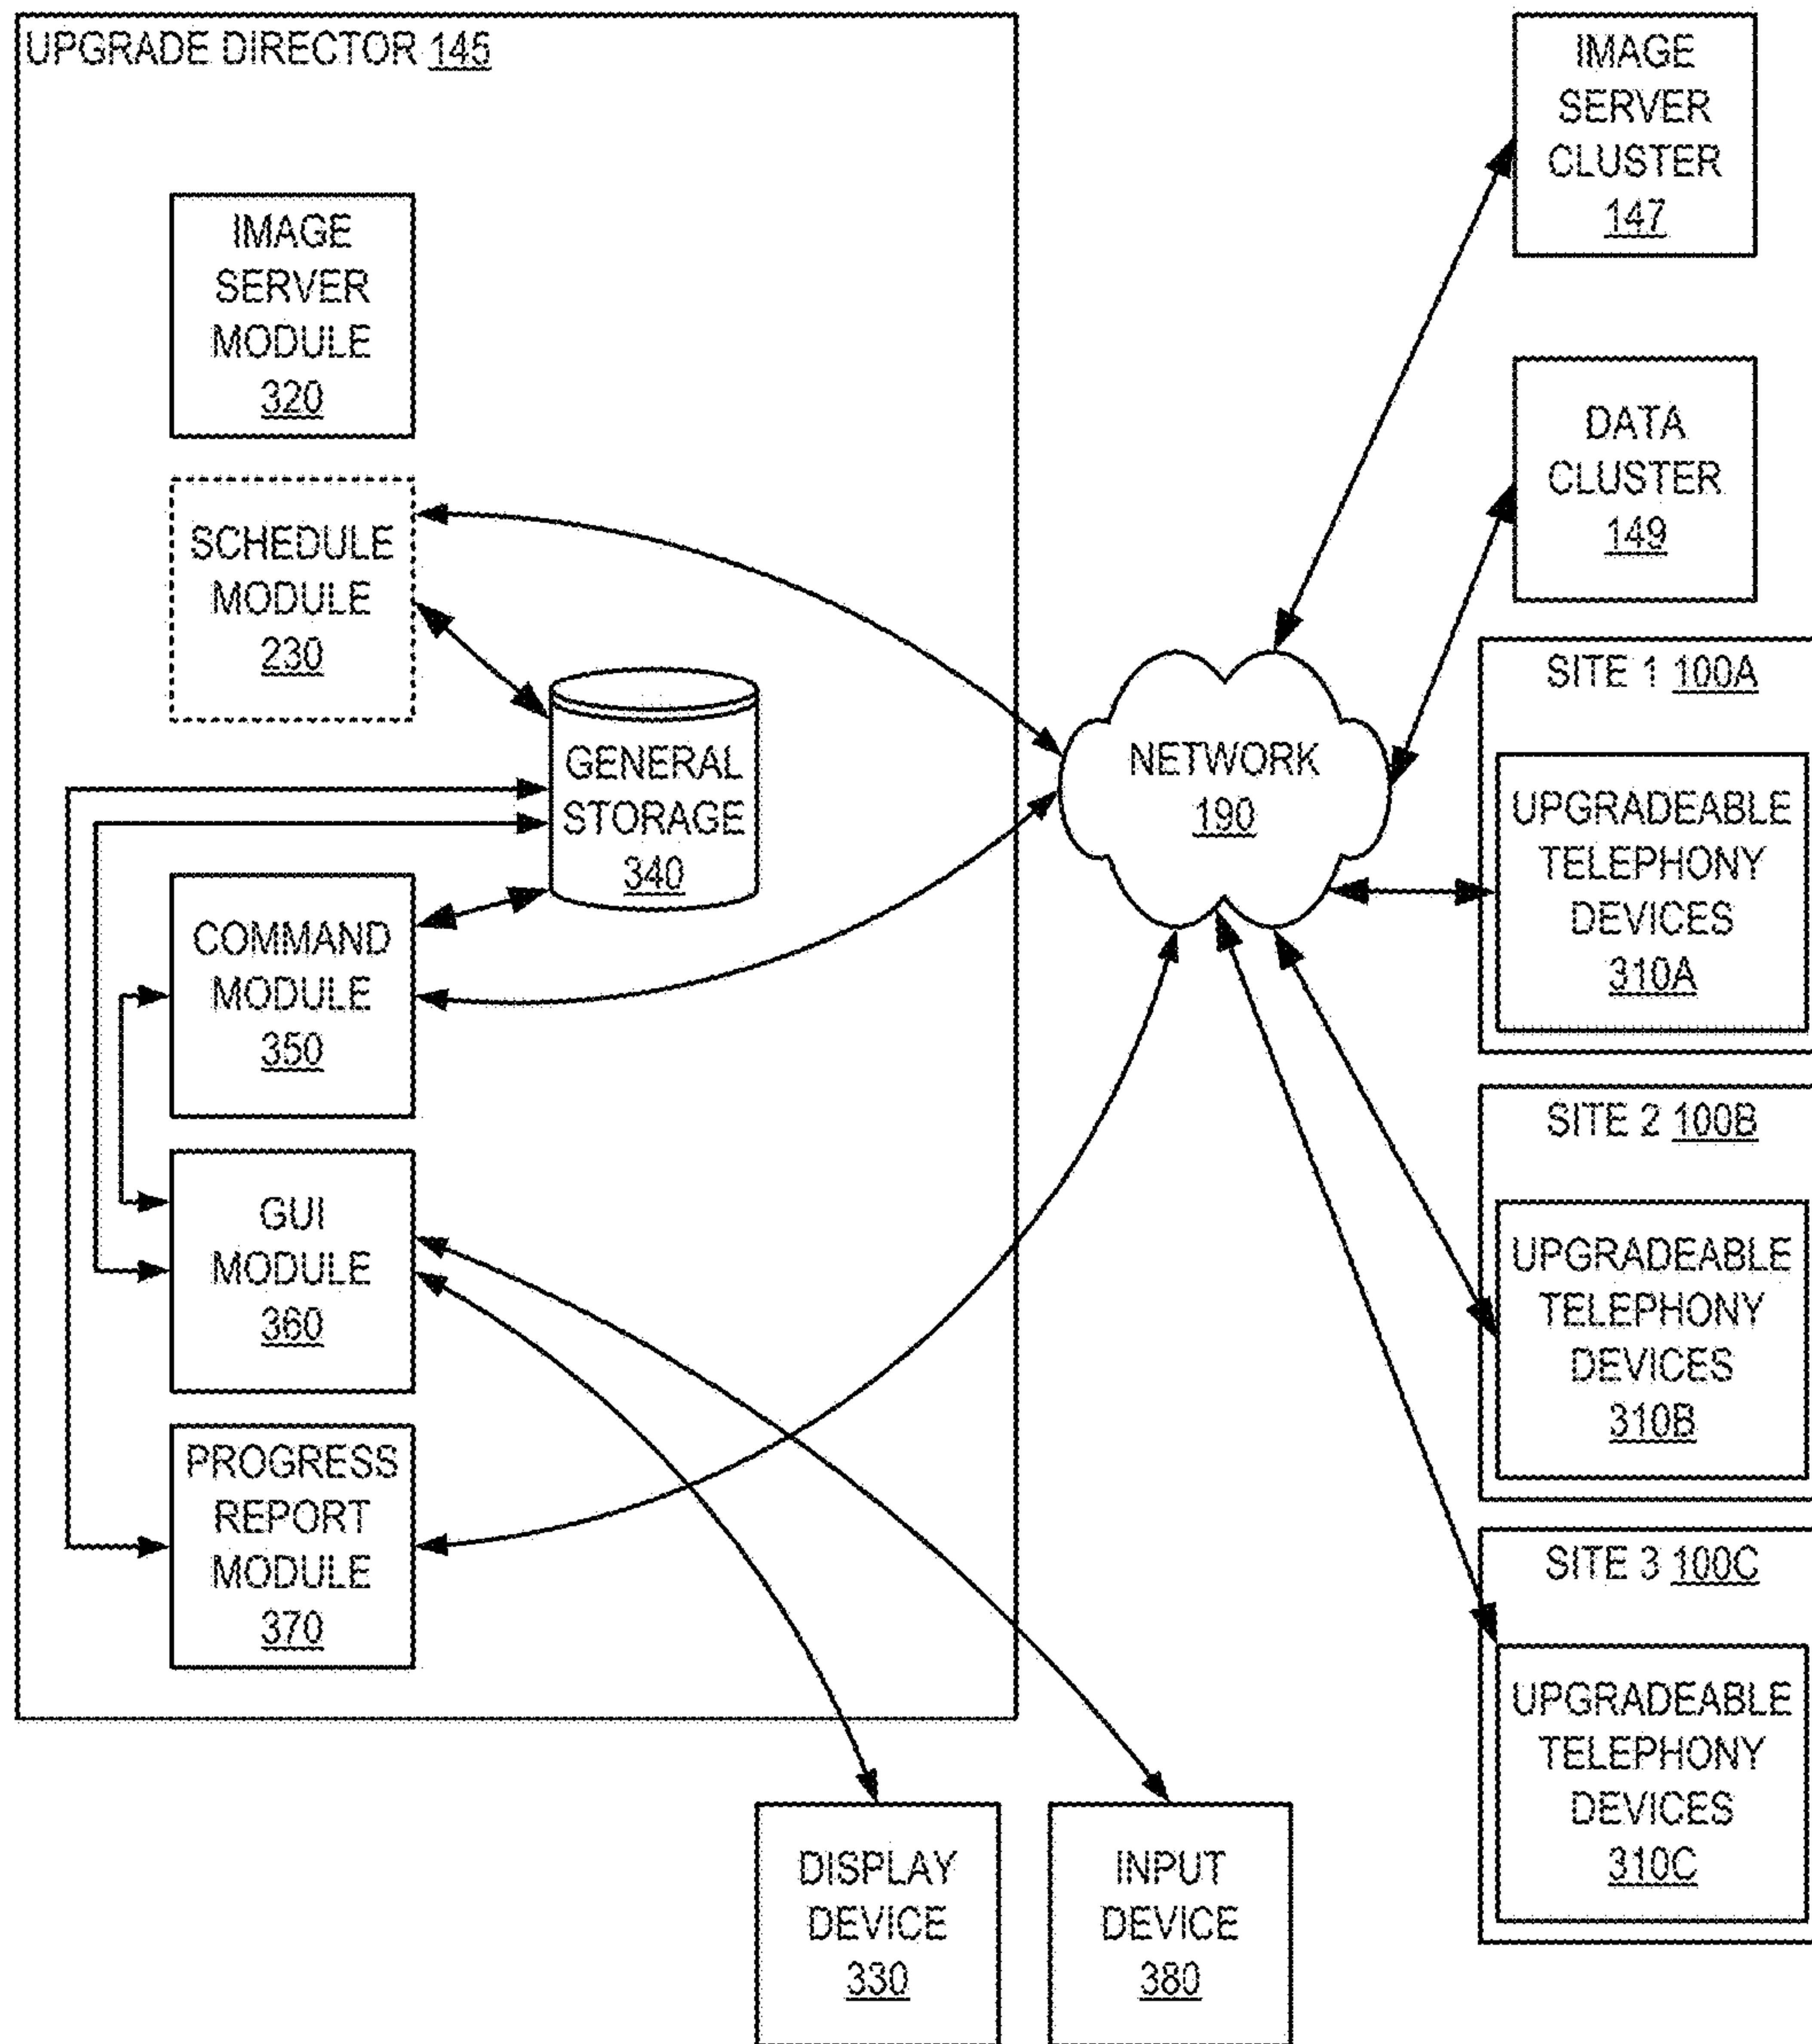 UPGRADE DIRECTOR 145
IMAGE
SERVER
MODULE
320
SCHEDULE
MODULE
230
GENERAL
STORAGE
340
COMMAND
MODULE
350
GUI
MODULE
360
PROGRESS
REPORT
MODULE
370
NETWORK
190
IMAGE
SERVER
CLUSTER
147
DATA
CLUSTER
149
SITE 1 100A
UPGRADEABLE
TELEPHONY
DEVICES
310A
SITE 2 100B
UPGRADEABLE
TELEPHONY
DEVICES
310B
SITE 3 100C
UPGRADEABLE
TELEPHONY
DEVICES
310C
DISPLAY
DEVICE
330
INPUT
DEVICE
380